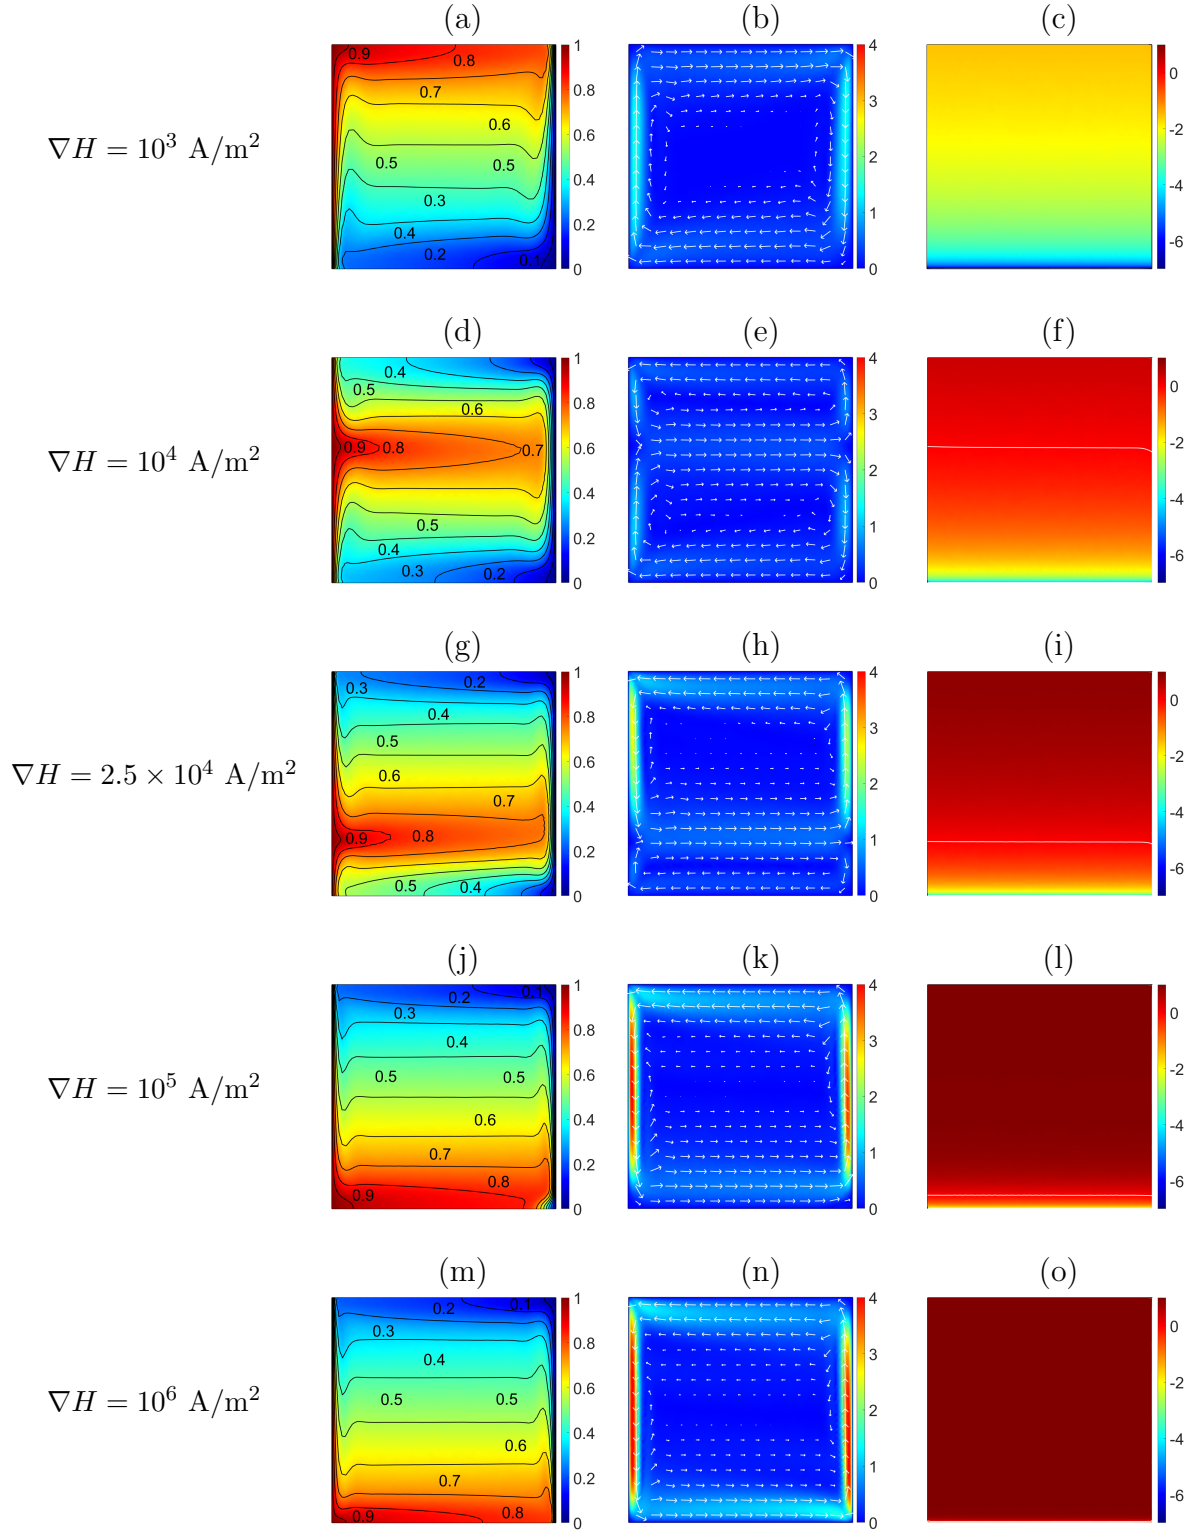 (a) (b) (c)
∇H = 10³ A/m²
0.9 0.8 0.7 0.6 0.5 0.5 0.3 0.4 0.2 0.1
1 0.8 0.6 0.4 0.2 0
4 3 2 1 0
0 -2 -4 -6
(d) (e) (f)
∇H = 10⁴ A/m²
0.4 0.5 0.6 0.9 0.8 0.7 0.5 0.4 0.3 0.2
1 0.8 0.6 0.4 0.2 0
4 3 2 1 0
0 -2 -4 -6
(g) (h) (i)
∇H = 2.5 × 10⁴ A/m²
0.3 0.2 0.4 0.5 0.6 0.7 0.9 0.8 0.5 0.4
1 0.8 0.6 0.4 0.2 0
4 3 2 1 0
0 -2 -4 -6
(j) (k) (l)
∇H = 10⁵ A/m²
0.1 0.2 0.3 0.4 0.5 0.5 0.6 0.7 0.8 0.9
1 0.8 0.6 0.4 0.2 0
4 3 2 1 0
0 -2 -4 -6
(m) (n) (o)
∇H = 10⁶ A/m²
0.1 0.2 0.3 0.4 0.5 0.5 0.6 0.7 0.8 0.9
1 0.8 0.6 0.4 0.2 0
4 3 2 1 0
0 -2 -4 -6